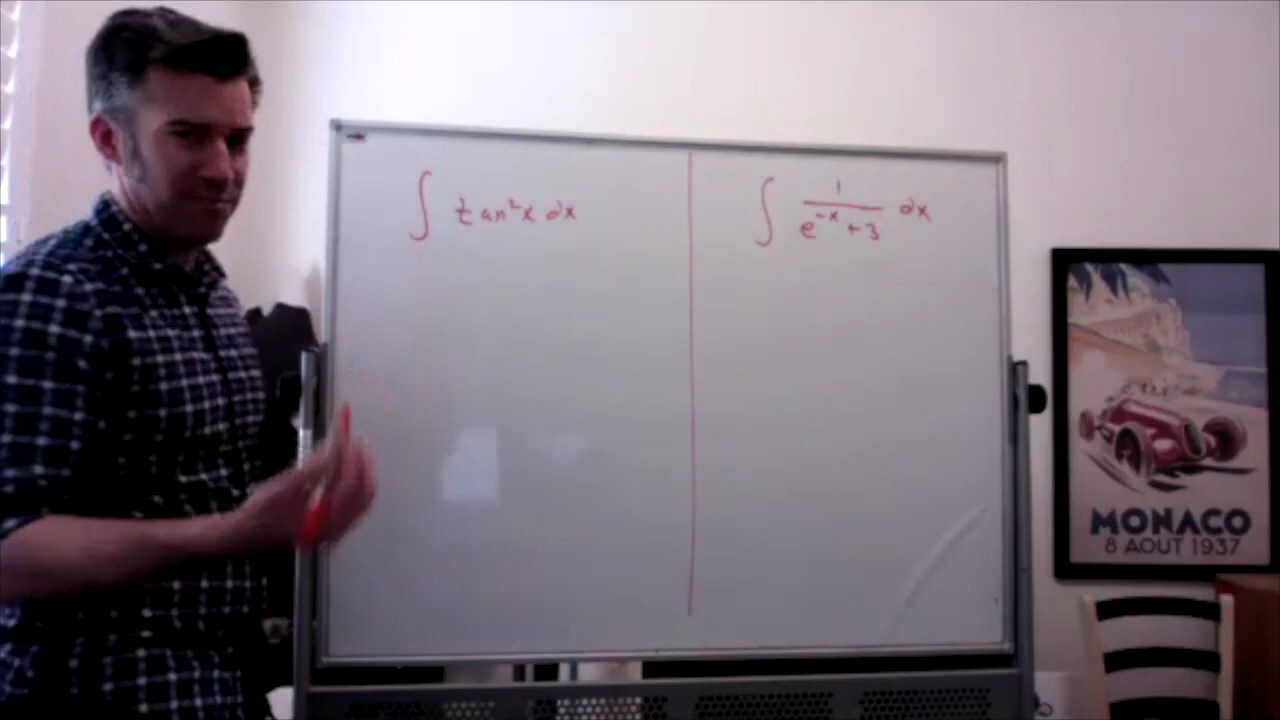 ∫ tan²x dx
∫ 1/(e^(-x) + 3) dx
MONACO
8 AOUT 1937